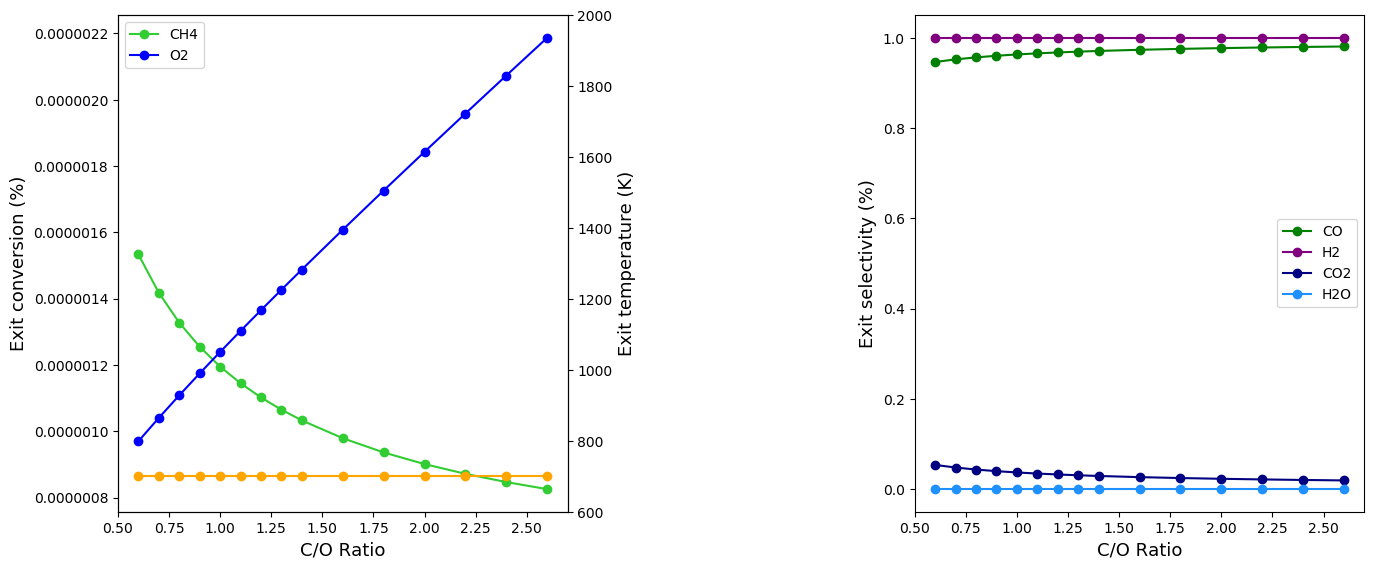 CH4
O2
0.0000022
0.0000020
0.0000018
0.0000016
0.0000014
0.0000012
0.0000010
0.0000008
Exit conversion (%)
0.50 0.75 1.00 1.25 1.50 1.75 2.00 2.25 2.50
C/O Ratio
2000
1800
1600
1400
1200
1000
800
600
Exit temperature (K)
1.0
0.8
0.6
0.4
0.2
0.0
Exit selectivity (%)
CO
H2
CO2
H2O
0.50 0.75 1.00 1.25 1.50 1.75 2.00 2.25 2.50
C/O Ratio